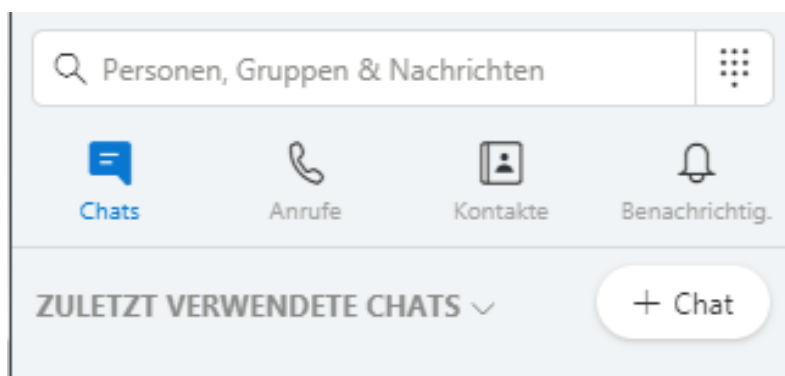 Personen, Gruppen & Nachrichten
Chats Anrufe Kontakte Benachrichtig.
ZULETZT VERWENDETE CHATS + Chat